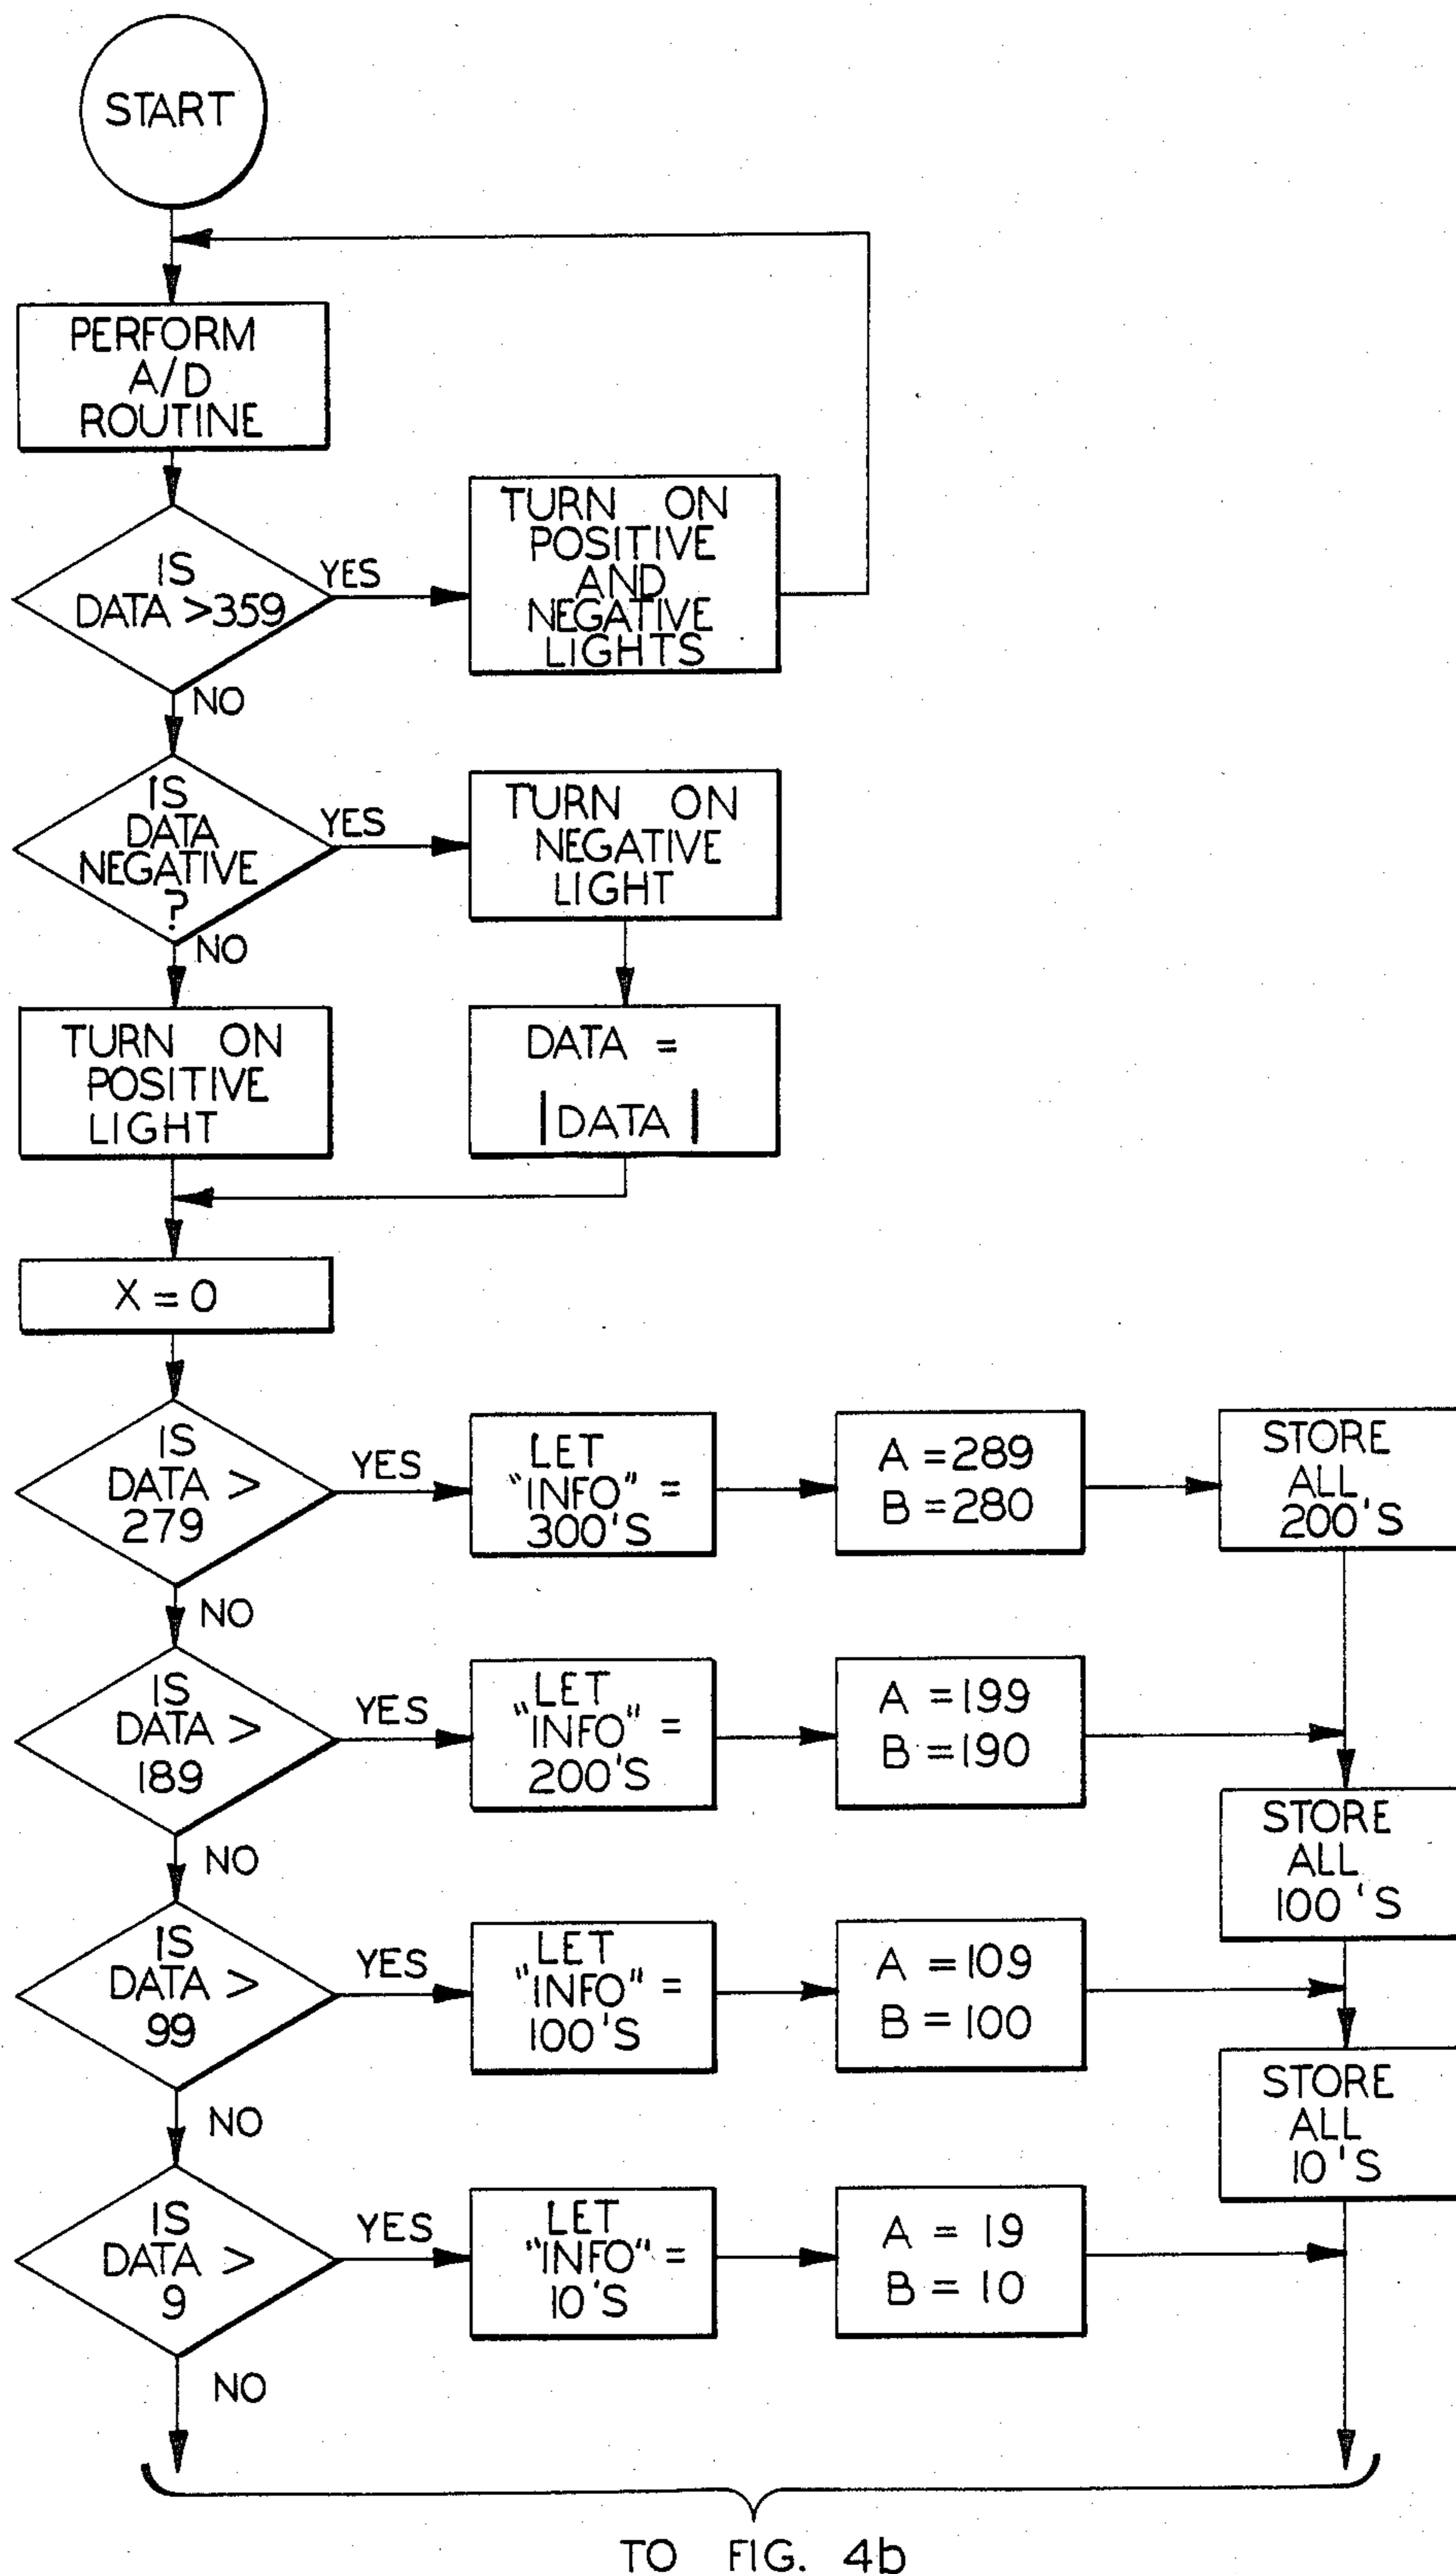 START
PERFORM
A/D
ROUTINE
IS
DATA >359
YES
TURN ON
POSITIVE
AND
NEGATIVE
LIGHTS
NO
IS
DATA
NEGATIVE
?
YES
TURN ON
NEGATIVE
LIGHT
NO
TURN ON
POSITIVE
LIGHT
DATA =
|DATA|
X = 0
IS
DATA >
279
YES
LET
"INFO" =
300'S
A = 289
B = 280
STORE
ALL
200'S
NO
IS
DATA >
189
YES
LET
"INFO" =
200'S
A = 199
B = 190
STORE
ALL
100'S
NO
IS
DATA >
99
YES
LET
"INFO" =
100'S
A = 109
B = 100
STORE
ALL
10'S
NO
IS
DATA >
9
YES
LET
"INFO" =
10'S
A = 19
B = 10
NO
TO FIG. 4b